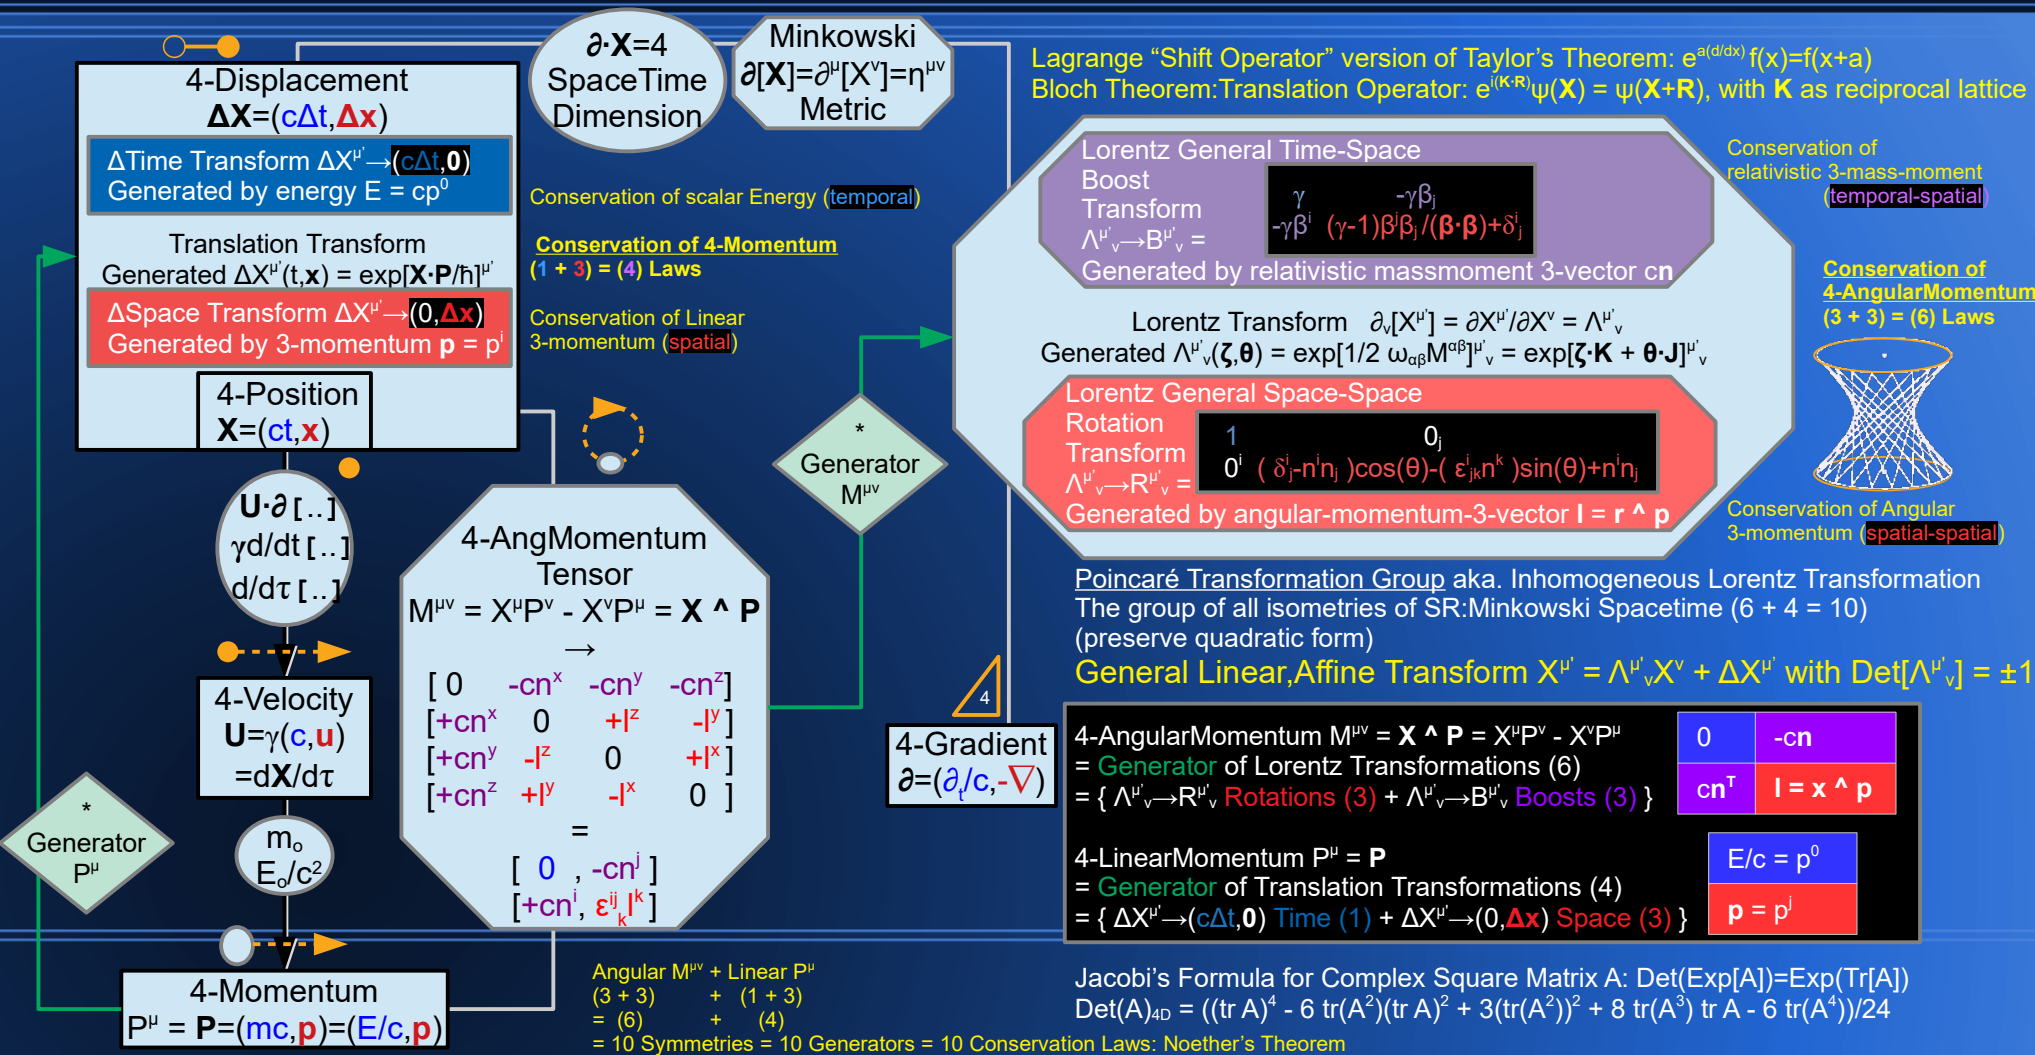 4-Displacement
ΔX=(cΔt,Δx)
ΔTime Transform ΔX^μ'→(cΔt,0)
Generated by energy E = cp⁰
Translation Transform
Generated ΔX^μ'(t,x) = exp[X·P/ħ]^μ'
ΔSpace Transform ΔX^μ'→(0,Δx)
Generated by 3-momentum p = pⁱ
4-Position
X=(ct,x)
U·∂ [..]
γd/dt [..]
d/dτ [..]
4-Velocity
U=γ(c,u)
=dX/dτ
mₒ
Eₒ/c²
*
Generator
P^μ
4-Momentum
P^μ = P=(mc,p)=(E/c,p)
∂·X=4
SpaceTime
Dimension
Minkowski
∂[X]=∂^μ[X^ν]=η^μν
Metric
Conservation of scalar Energy (temporal)
Conservation of 4-Momentum
(1 + 3) = (4) Laws
Conservation of Linear
3-momentum (spatial)
4-AngMomentum
Tensor
M^μν = X^μP^ν - X^νP^μ = X ^ P
→
[ 0 -cn^x -cn^y -cn^z]
[+cn^x 0 +l^z -l^y ]
[+cn^y -l^z 0 +l^x ]
[+cn^z +l^y -l^x 0 ]
=
[ 0 , -cn^j ]
[+cn^i, ε^ij_k l^k ]
*
Generator
M^μν
4
4-Gradient
∂=(∂_t/c,-∇)
Angular M^μν + Linear P^μ
(3 + 3) + (1 + 3)
= (6) + (4)
= 10 Symmetries = 10 Generators = 10 Conservation Laws: Noether's Theorem
Lagrange “Shift Operator” version of Taylor's Theorem: e^a(d/dx) f(x)=f(x+a)
Bloch Theorem:Translation Operator: e^i(K·R)ψ(X) = ψ(X+R), with K as reciprocal lattice
Lorentz General Time-Space
Boost
Transform
Λ^μ'_ν→B^μ'_ν =
γ -γβ_j
-γβ^i (γ-1)β^iβ_j/(β·β)+δ^i_j
Generated by relativistic massmoment 3-vector cn
Lorentz Transform ∂_ν[X^μ'] = ∂X^μ'/∂X^ν = Λ^μ'_ν
Generated Λ^μ'_ν(ζ,θ) = exp[1/2 ω_αβM^αβ]^μ'_ν = exp[ζ·K + θ·J]^μ'_ν
Lorentz General Space-Space
Rotation
Transform
Λ^μ'_ν→R^μ'_ν =
1 0_j
0^i ( δ^i_j-n^in_j )cos(θ)-( ε^i_jkn^k )sin(θ)+n^in_j
Generated by angular-momentum-3-vector l = r ^ p
Conservation of
relativistic 3-mass-moment
(temporal-spatial)
Conservation of
4-AngularMomentum
(3 + 3) = (6) Laws
Conservation of Angular
3-momentum (spatial-spatial)
Poincaré Transformation Group aka. Inhomogeneous Lorentz Transformation
The group of all isometries of SR:Minkowski Spacetime (6 + 4 = 10)
(preserve quadratic form)
General Linear,Affine Transform X^μ' = Λ^μ'_νX^ν + ΔX^μ' with Det[Λ^μ'_ν] = ±1
4-AngularMomentum M^μν = X ^ P = X^μP^ν - X^νP^μ
= Generator of Lorentz Transformations (6)
= { Λ^μ'_ν→R^μ'_ν Rotations (3) + Λ^μ'_ν→B^μ'_ν Boosts (3) }
0 -cn
cn^T l = x ^ p
4-LinearMomentum P^μ = P
= Generator of Translation Transformations (4)
= { ΔX^μ'→(cΔt,0) Time (1) + ΔX^μ'→(0,Δx) Space (3) }
E/c = p⁰
p = p^j
Jacobi's Formula for Complex Square Matrix A: Det(Exp[A])=Exp(Tr[A])
Det(A)₄D = ((tr A)⁴ - 6 tr(A²)(tr A)² + 3(tr(A²))² + 8 tr(A³) tr A - 6 tr(A⁴))/24